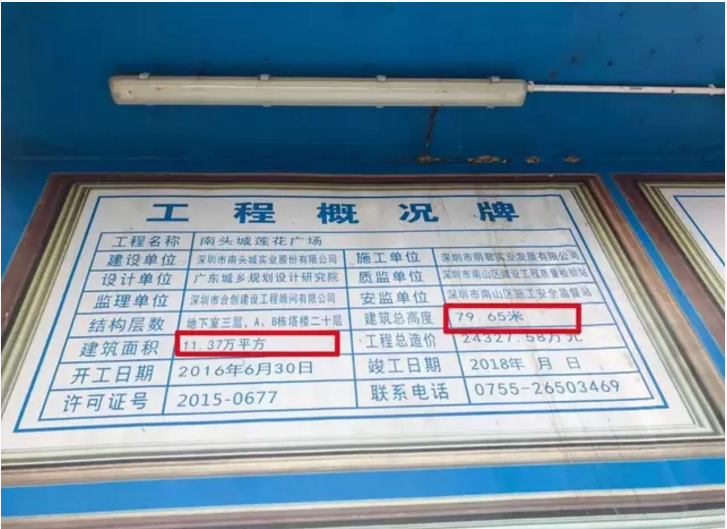 工程概况牌
工程名称 南头城莲花广场
建设单位 深圳市南头城实业股份有限公司 施工单位 深圳市明致实业发展有限公司
设计单位 广东城乡规划设计研究院 质监单位 深圳市南山区建设工程质量检验站
监理单位 深圳市合创建设工程顾问有限公司 安监单位 深圳市南山区施工安全监督站
结构层数 地下室三层,A、B栋塔楼二十层 建筑总高度 79.65米
建筑面积 11.37万平方 工程总造价 24327.58万元
开工日期 2016年6月30日 竣工日期 2018年 月 日
许可证号 2015-0677 联系电话 0755-26503469